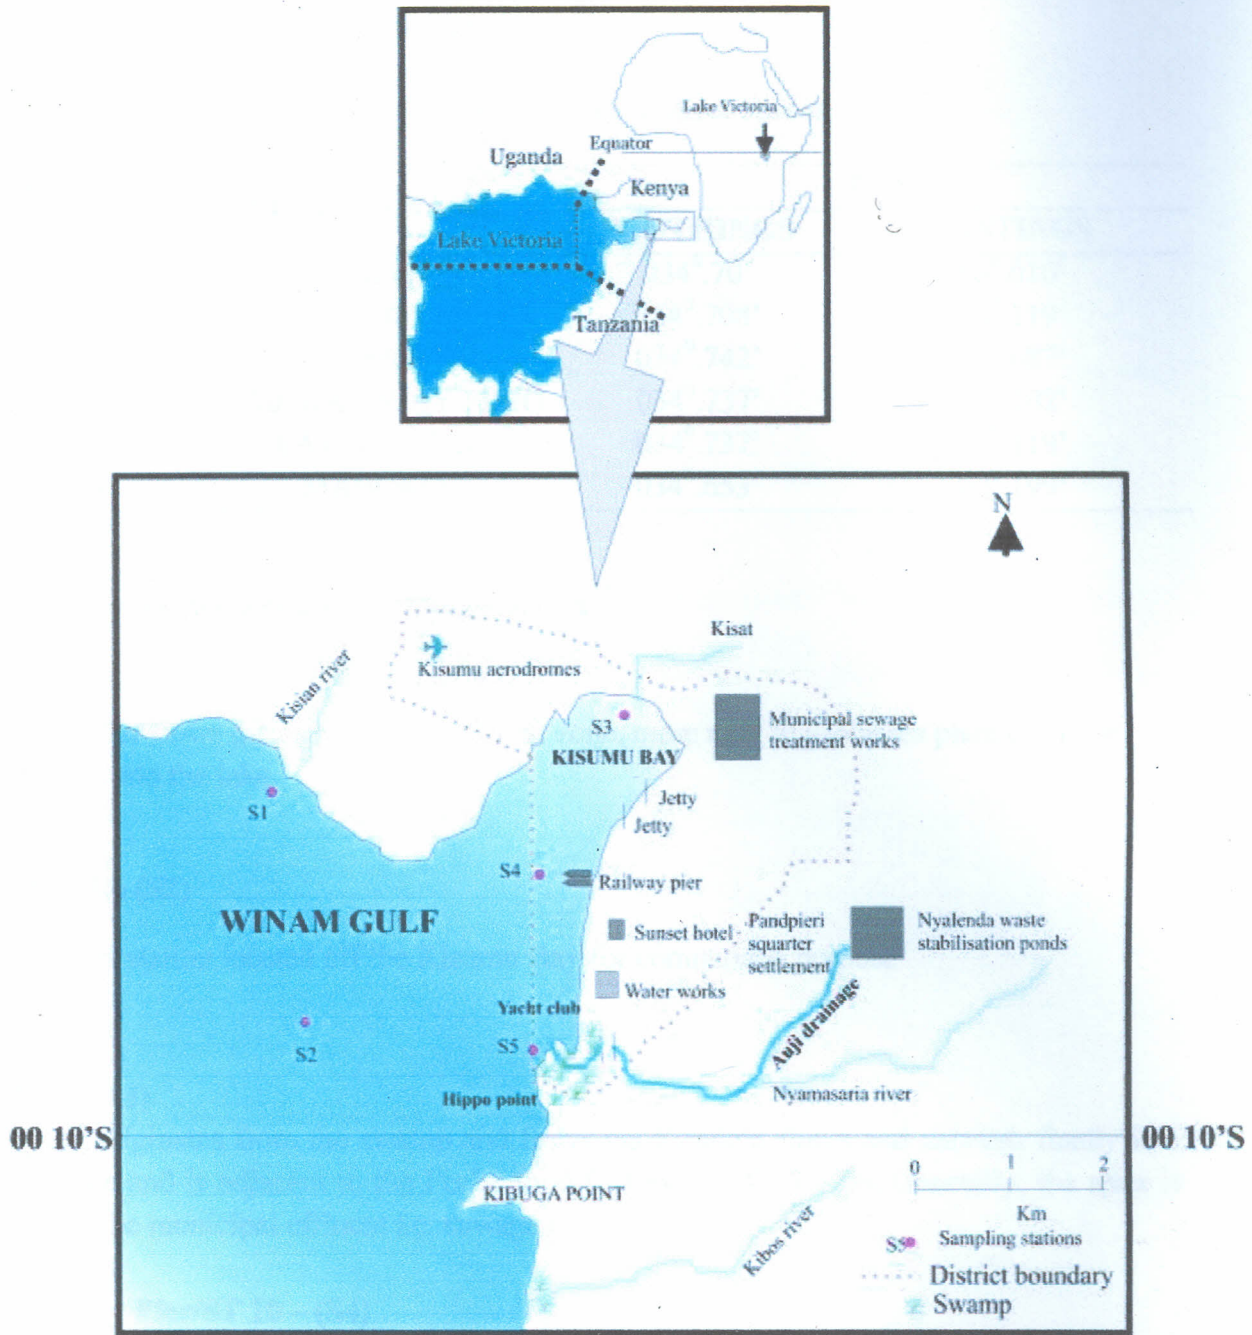 Lake Victoria
Equator
Uganda
Kenya
Lake Victoria
Tanzania
N
Kisat
Kisian river
Kisumu aerodromes
S3
KISUMU BAY
Municipal sewage
treatment works
S1
Jetty
Jetty
S4
Railway pier
WINAM GULF
Sunset hotel
Pandpieri
squarter
settlement
Nyalenda waste
stabilisation ponds
Water works
Yacht club
Auji drainage
S2
S5
Hippo point
Nyamasaria river
00 10'S
00 10'S
KIBUGA POINT
0 1 2
Km
Kibos river
S5 Sampling stations
District boundary
Swamp